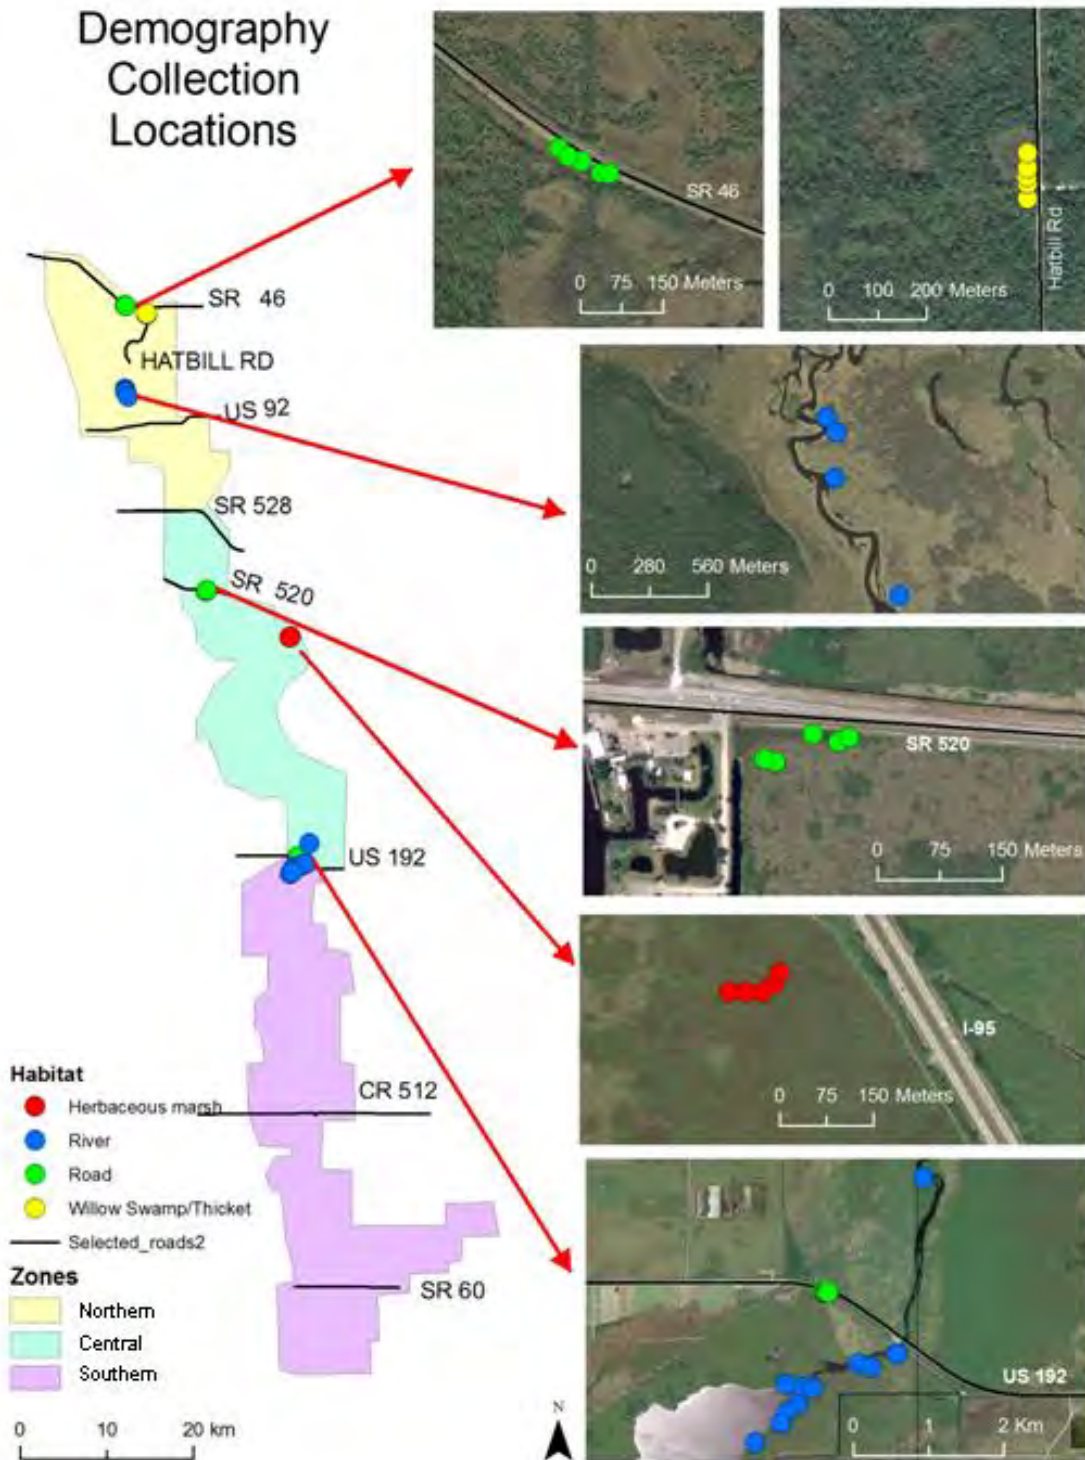 Demography
Collection
Locations
SR 46
Hatbill Rd
0 75 150 Meters
0 100 200 Meters
SR 46
HATBILL RD
US 92
SR 528
SR 520
US 192
CR 512
SR 60
0 280 560 Meters
SR 520
0 75 150 Meters
I-95
0 75 150 Meters
US 192
0 1 2 Km
Habitat
Herbaceous marsh
River
Road
Willow Swamp/Thicket
Selected_roads2
Zones
Northern
Central
Southern
0 10 20 km
N